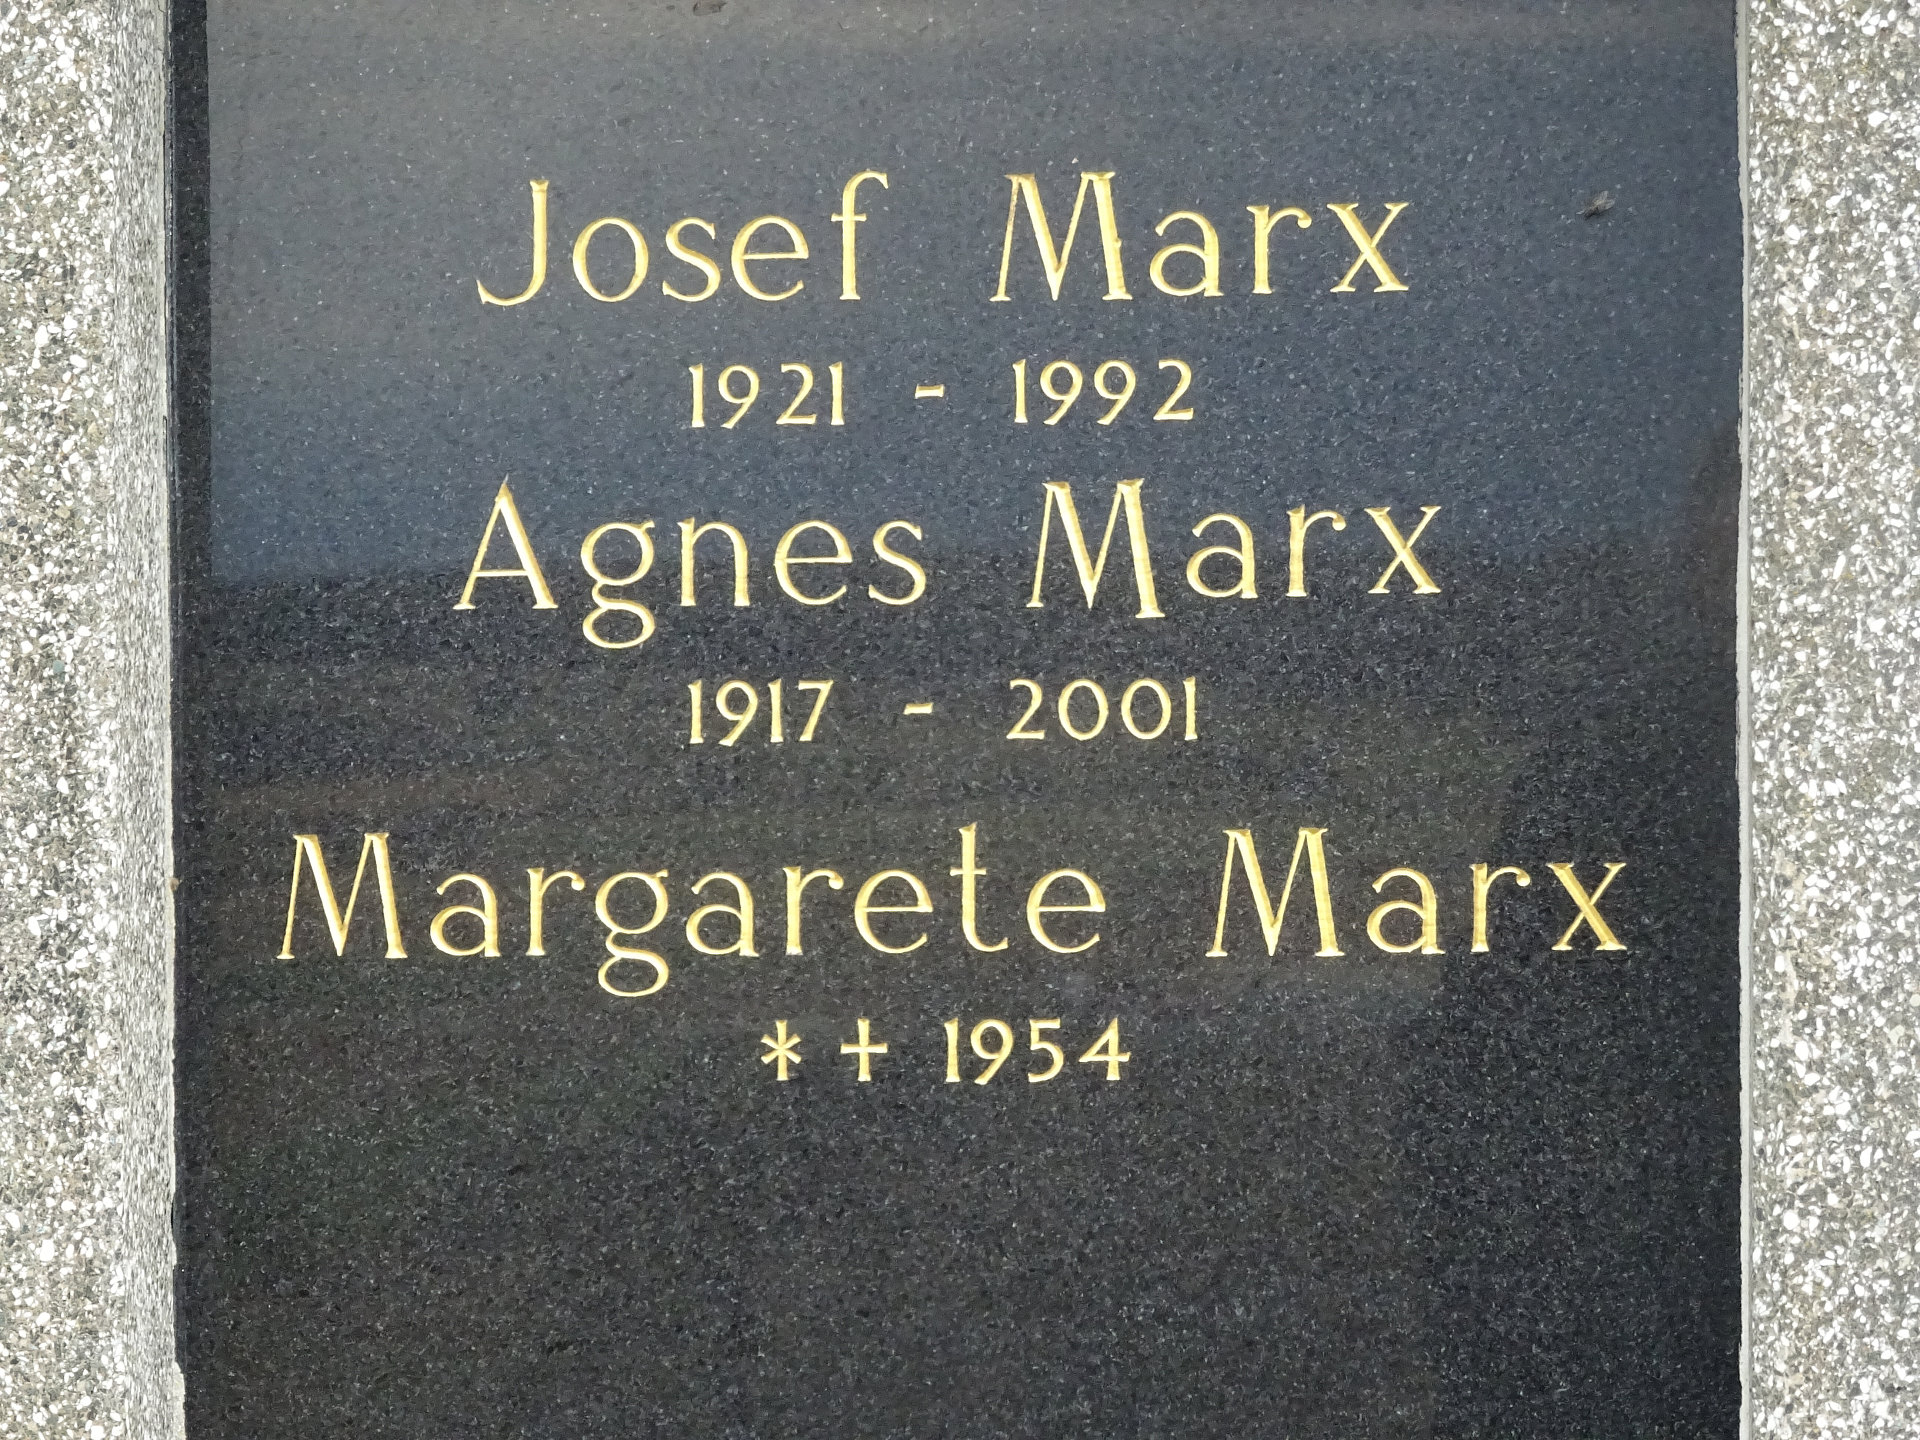 Josef Marx
1921 - 1992
Agnes Marx
1917 - 2001
Margarete Marx
* + 1954